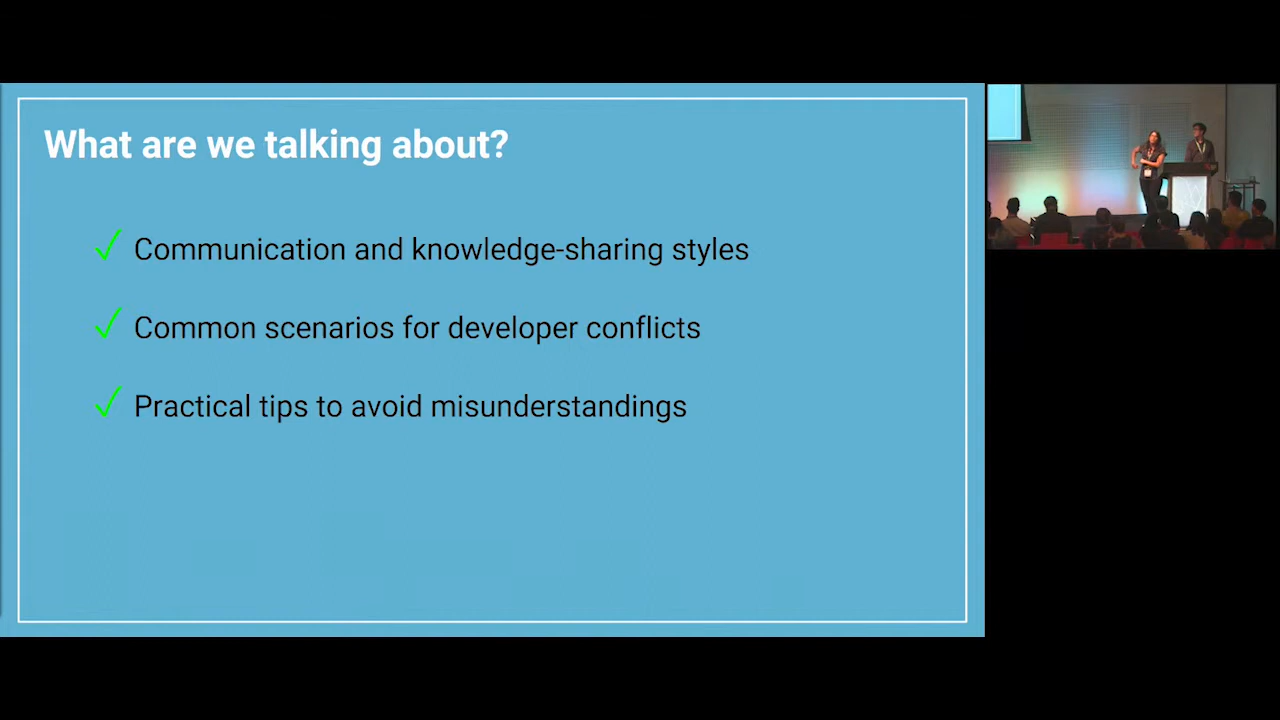 What are we talking about?
Communication and knowledge-sharing styles
Common scenarios for developer conflicts
Practical tips to avoid misunderstandings